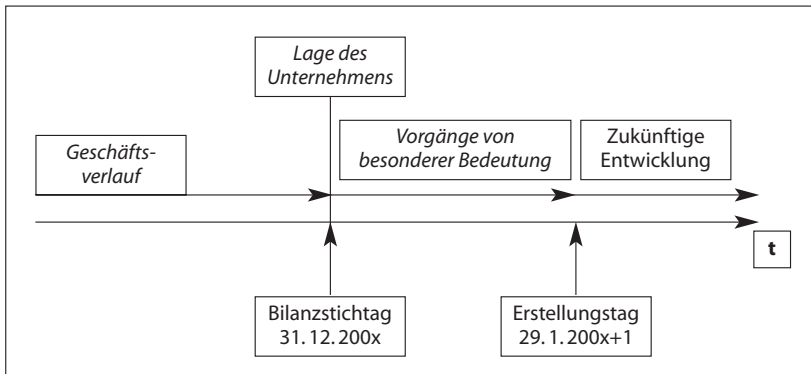 Lage des
Unternehmens
Geschäfts-
verlauf
Vorgänge von
besonderer Bedeutung
Zukünftige
Entwicklung
t
Bilanzstichtag
31. 12. 200x
Erstellungstag
29. 1. 200x+1